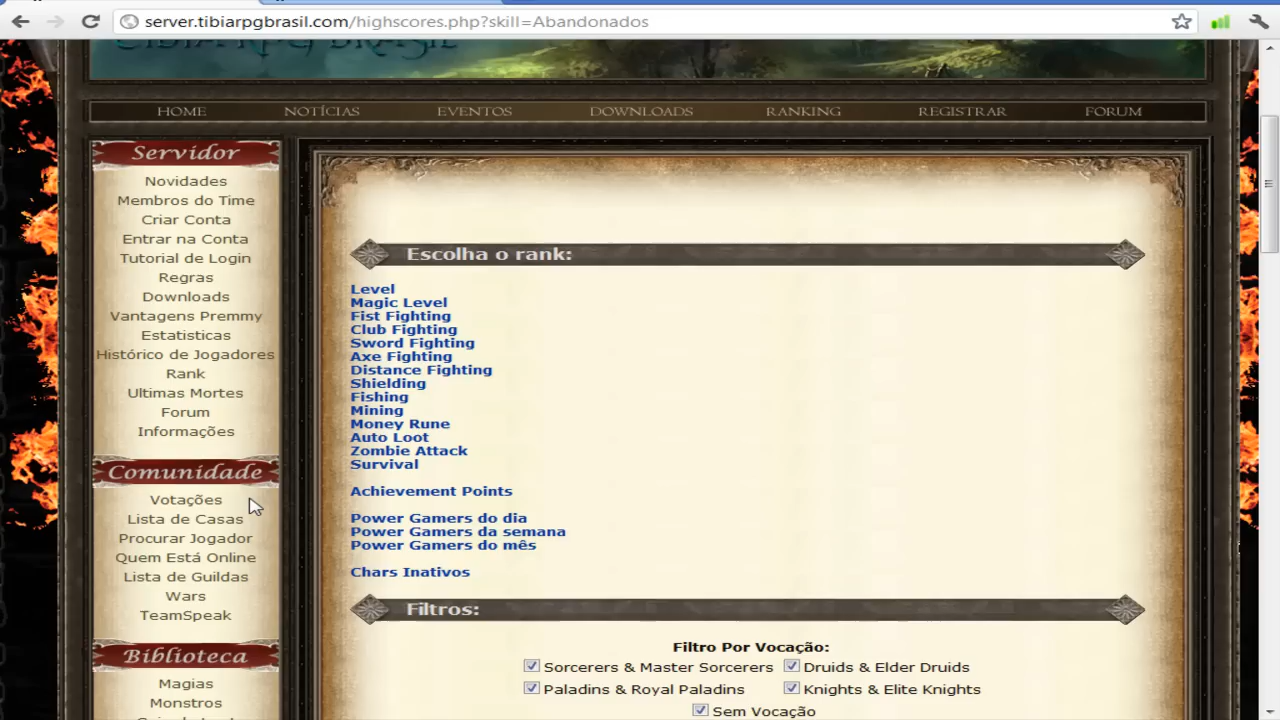 server.tibiarpgbrasil.com/highscores.php?skill=Abandonados
TIBIA RPG BRASIL
HOME NOTÍCIAS EVENTOS DOWNLOADS RANKING REGISTRAR FORUM
Servidor
Novidades
Membros do Time
Criar Conta
Entrar na Conta
Tutorial de Login
Regras
Downloads
Vantagens Premmy
Estatisticas
Histórico de Jogadores
Rank
Ultimas Mortes
Forum
Informações
Comunidade
Votações
Lista de Casas
Procurar Jogador
Quem Está Online
Lista de Guildas
Wars
TeamSpeak
Biblioteca
Magias
Monstros
Escolha o rank:
Level
Magic Level
Fist Fighting
Club Fighting
Sword Fighting
Axe Fighting
Distance Fighting
Shielding
Fishing
Mining
Money Rune
Auto Loot
Zombie Attack
Survival
Achievement Points
Power Gamers do dia
Power Gamers da semana
Power Gamers do mês
Chars Inativos
Filtros:
Filtro Por Vocação:
Sorcerers & Master Sorcerers Druids & Elder Druids
Paladins & Royal Paladins Knights & Elite Knights
Sem Vocação